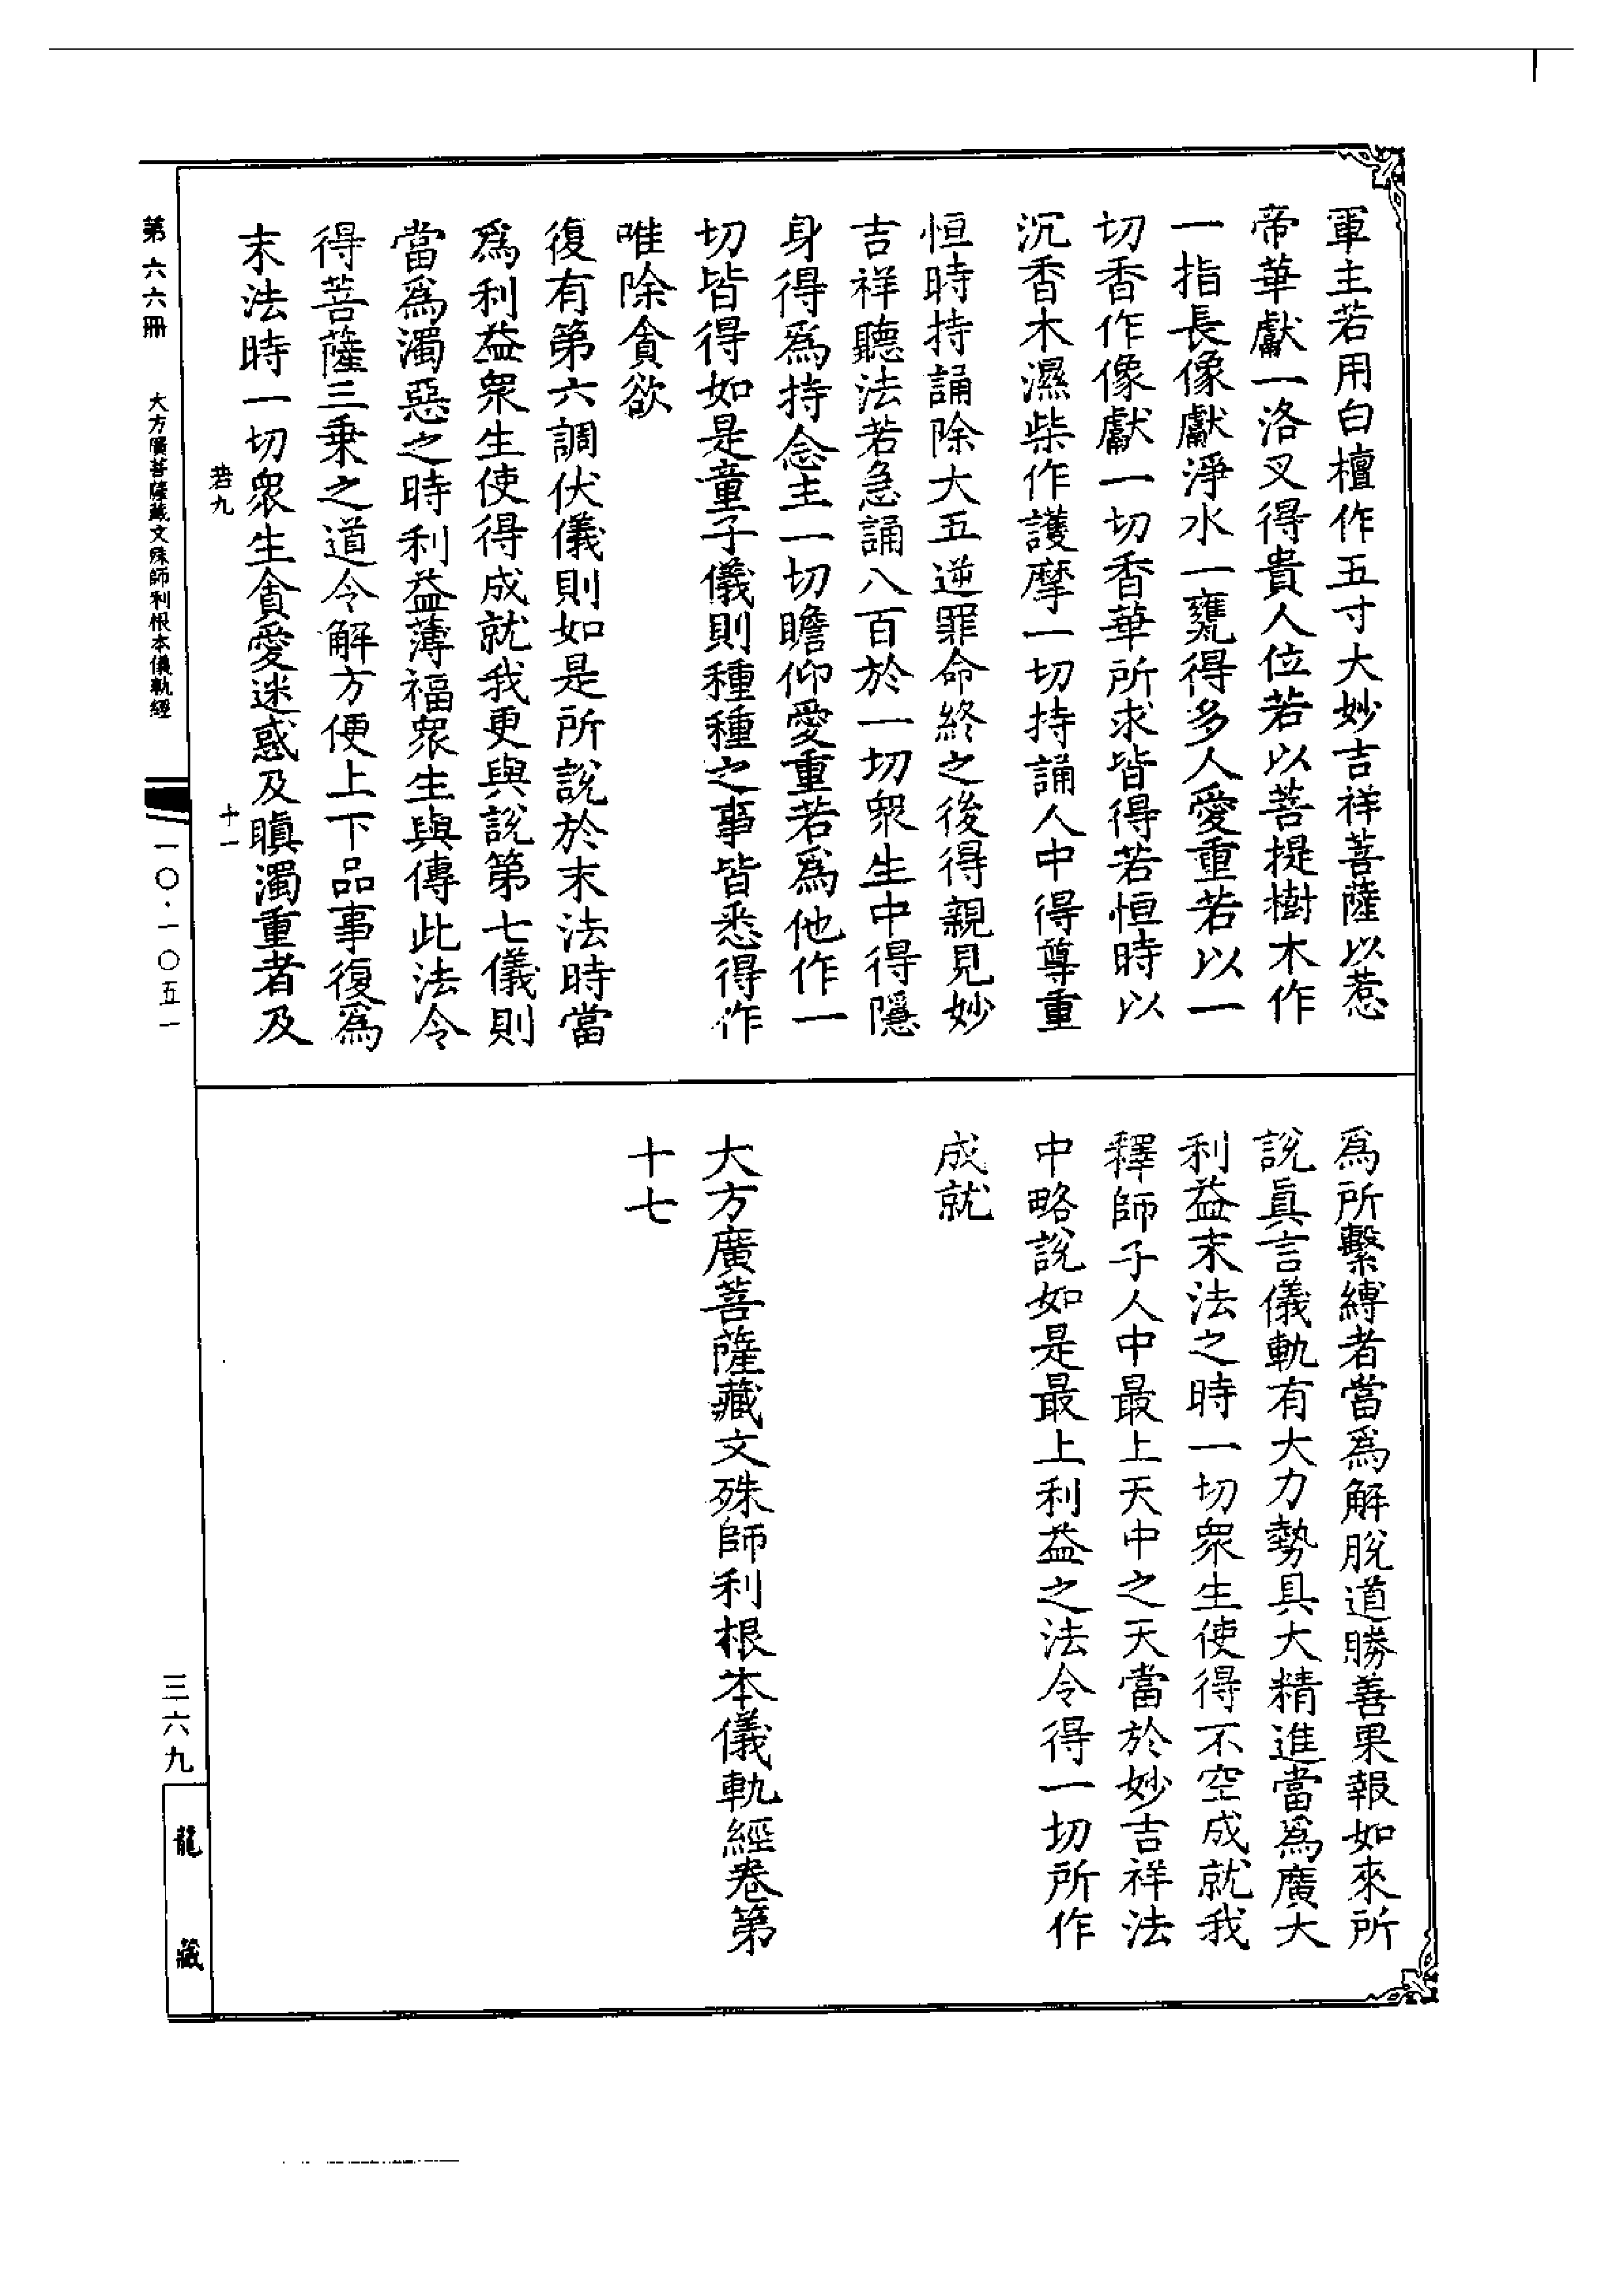 軍主若用白檀作五寸大妙吉祥菩薩以惹
帝華獻一洛叉得貴人位若以菩提樹木作
一指長像獻淨水一甕得多人愛重若以一
切香作像獻一切香華所求皆得若恒時以
沉香木濕柴作護摩一切持誦人中得尊重
恒時持誦除大五逆罪命終之後得親見妙
吉祥聽法若急誦八百於一切衆生中得隱
身得爲持念主一切瞻仰愛重若爲他作一
切皆得如是童子儀則種種之事皆悉得作
唯除貪欲
復有第六調伏儀則如是所說於末法時當
爲利益衆生使得成就我更與說第七儀則
當爲濁惡之時利益薄福衆生與傳此法令
得菩薩三乘之道令解方便上下品事復爲
末法時一切衆生貪愛迷惑及瞋濁重者及
爲所繫縛者當爲解脫道勝善果報如來所
說眞言儀軌有大力勢具大精進當爲廣大
利益末法之時一切衆生使得不空成就我
釋師子人中最上天中之天當於妙吉祥法
中略說如是最上利益之法令得一切所作
成就
大方廣菩薩藏文殊師利根本儀軌經卷第
十七
若九
十一
第六六冊
大方廣菩薩藏文殊師利根本儀軌經
一〇·一〇五一
三六九
龍藏